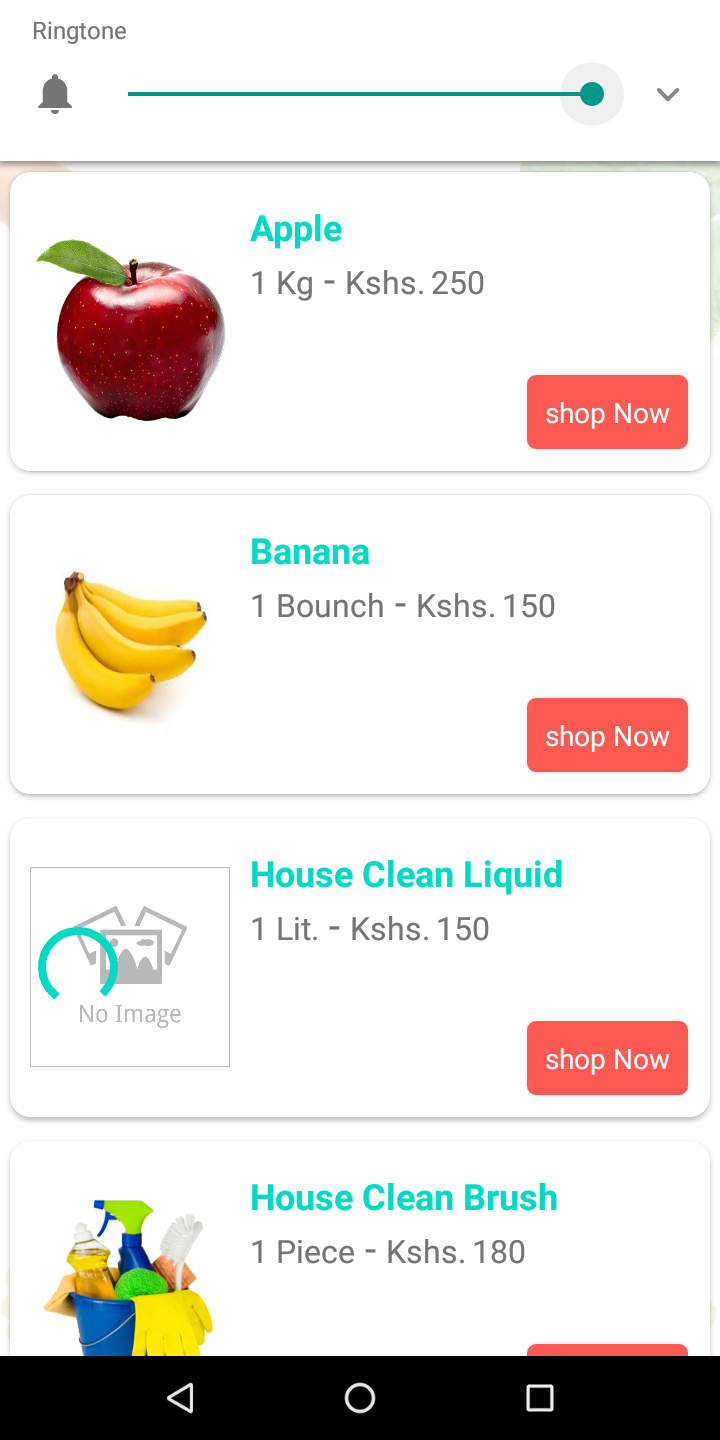 Ringtone
Apple
1 Kg - Kshs. 250
shop Now
Banana
1 Bounch - Kshs. 150
shop Now
House Clean Liquid
1 Lit. - Kshs. 150
No Image
shop Now
House Clean Brush
1 Piece - Kshs. 180